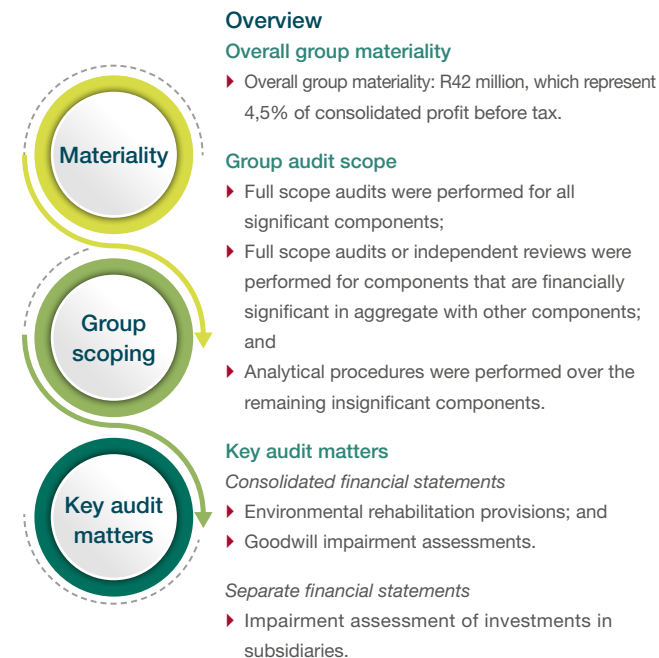 Overview
Overall group materiality
Overall group materiality: R42 million, which represent
4,5% of consolidated profit before tax.
Materiality
Group audit scope
Full scope audits were performed for all
significant components;
Full scope audits or independent reviews were
performed for components that are financially
significant in aggregate with other components;
and
Analytical procedures were performed over the
remaining insignificant components.
Group
scoping
Key audit matters
Consolidated financial statements
Environmental rehabilitation provisions; and
Goodwill impairment assessments.
Separate financial statements
Impairment assessment of investments in
subsidiaries.
Key audit
matters